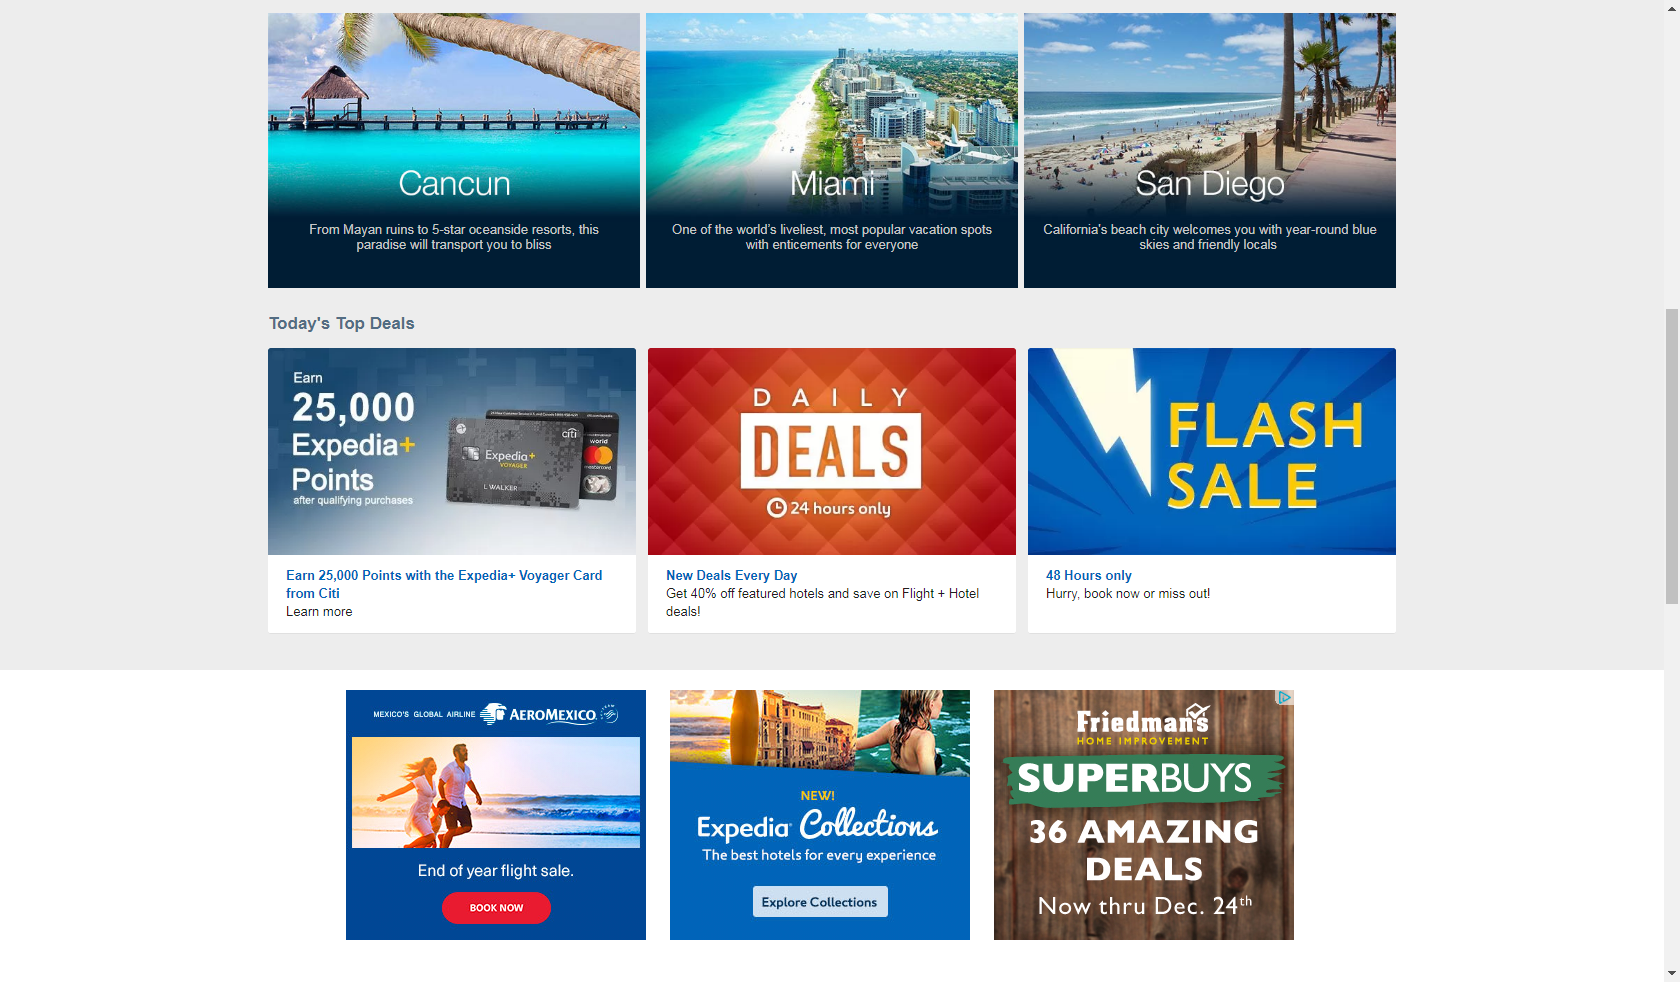 Cancun
From Mayan ruins to 5-star oceanside resorts, this
paradise will transport you to bliss
Miami
One of the world's liveliest, most popular vacation spots
with enticements for everyone
San Diego
California's beach city welcomes you with year-round blue
skies and friendly locals
Today's Top Deals
Earn
25,000
Expedia+
Points
after qualifying purchases
citi
Expedia+
VOYAGER
L WALKER
world
mastercard
Earn 25,000 Points with the Expedia+ Voyager Card
from Citi
Learn more
DAILY
DEALS
24 hours only
New Deals Every Day
Get 40% off featured hotels and save on Flight + Hotel
deals!
FLASH
SALE
48 Hours only
Hurry, book now or miss out!
MEXICO'S GLOBAL AIRLINE AEROMEXICO
End of year flight sale.
BOOK NOW
NEW!
Expedia Collections
The best hotels for every experience
Explore Collections
Friedman's
HOME IMPROVEMENT
SUPERBUYS
36 AMAZING
DEALS
Now thru Dec. 24th